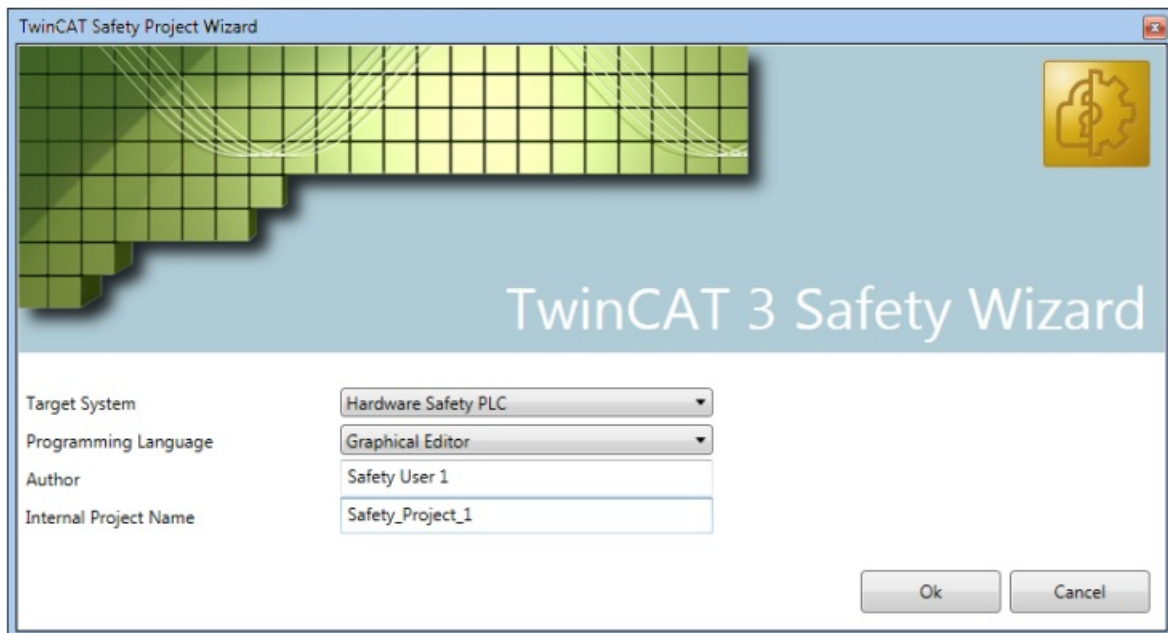 TwinCAT Safety Project Wizard
TwinCAT 3 Safety Wizard
Target System Hardware Safety PLC
Programming Language Graphical Editor
Author Safety User 1
Internal Project Name Safety_Project_1
Ok Cancel